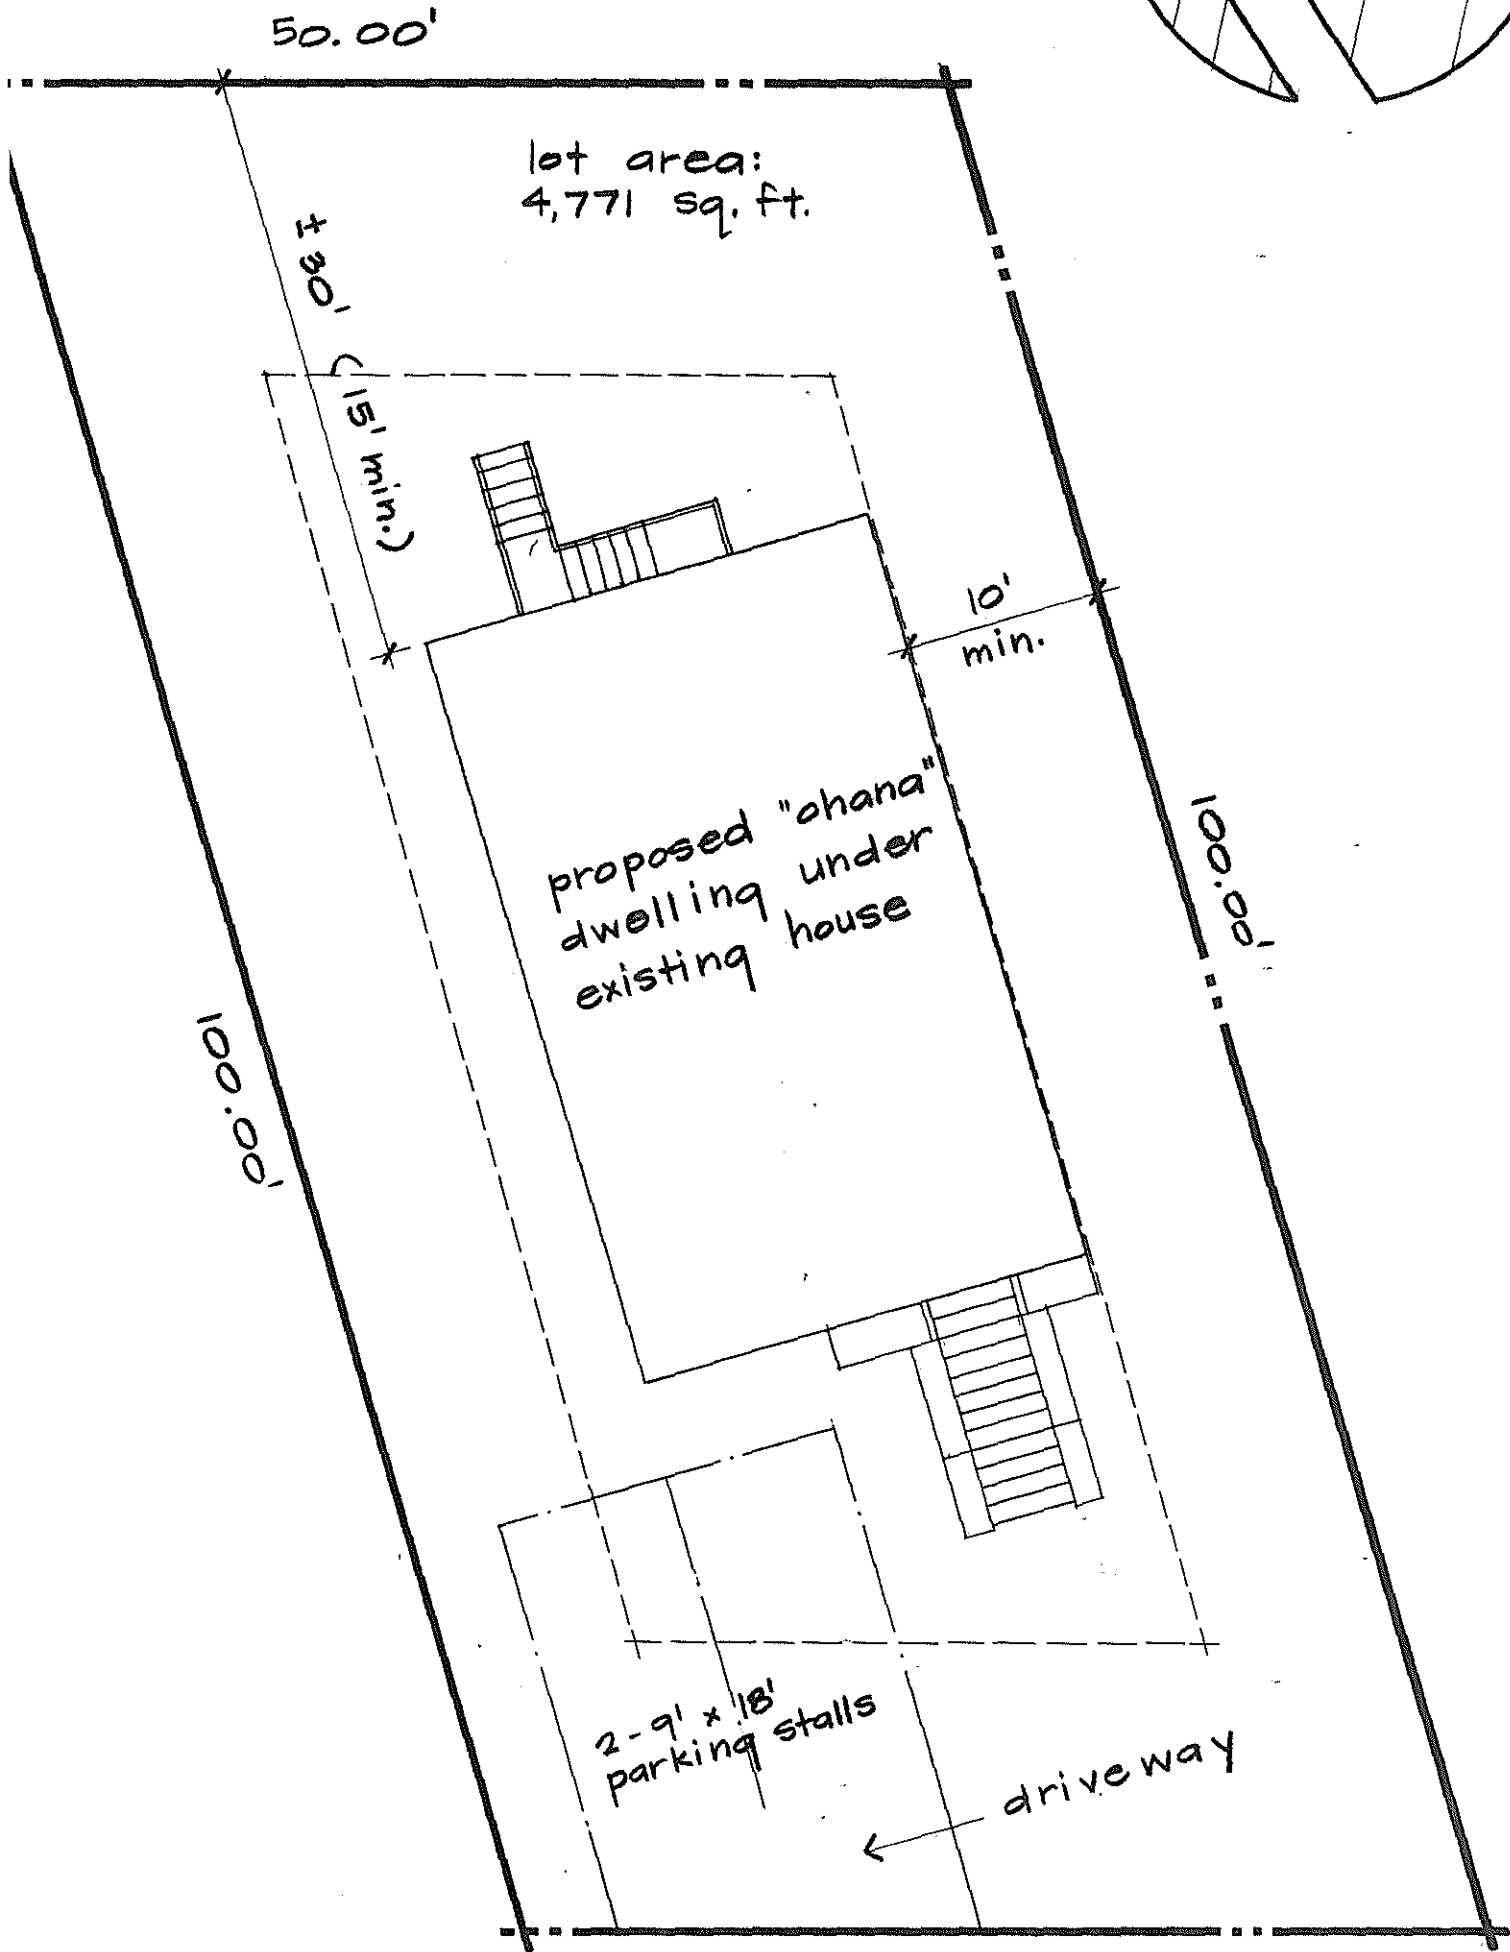 50.00'
lot area:
4,771 sq. ft.
± 30' (15' min.)
10'
min.
proposed "ohana"
dwelling under
existing house
100.00'
100.00'
2 - 9' x 18'
parking stalls
driveway